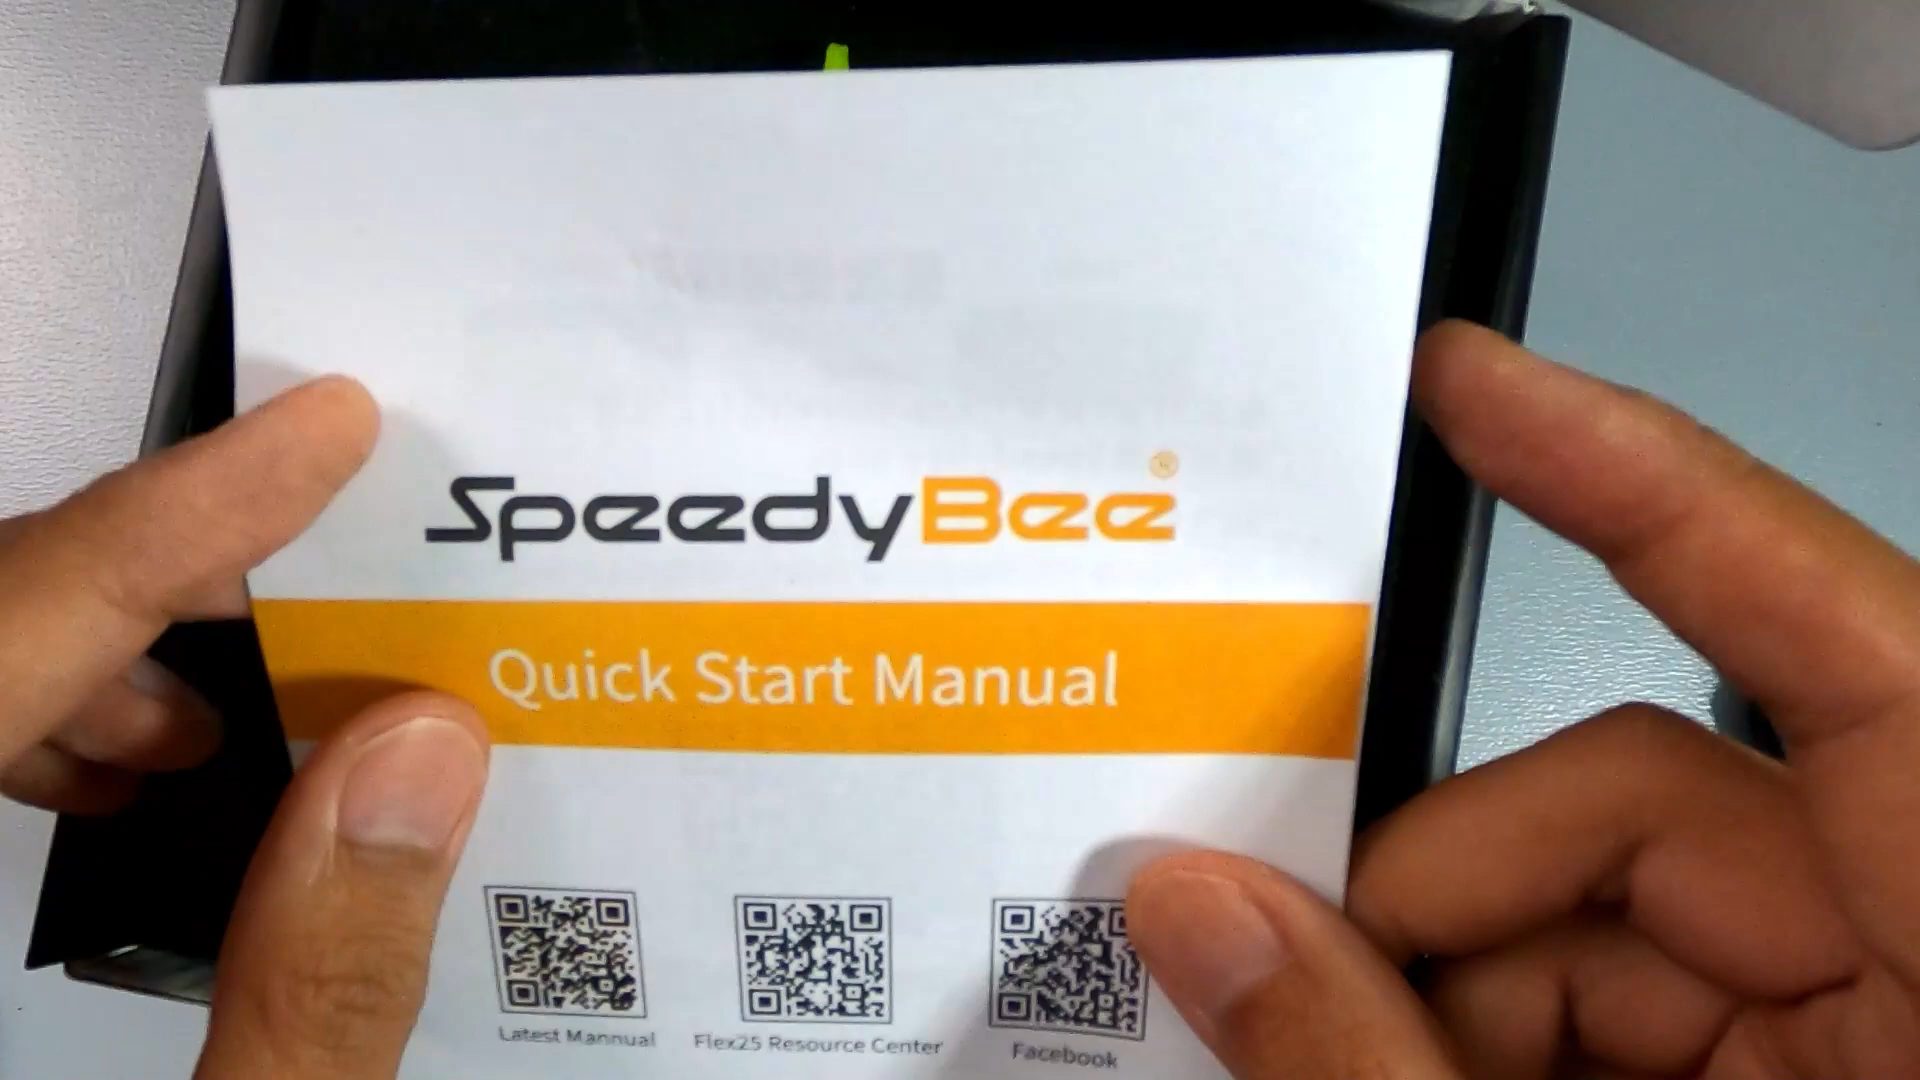 SpeedyBee
Quick Start Manual
Latest Mannual
Flex25 Resource Center
Facebook